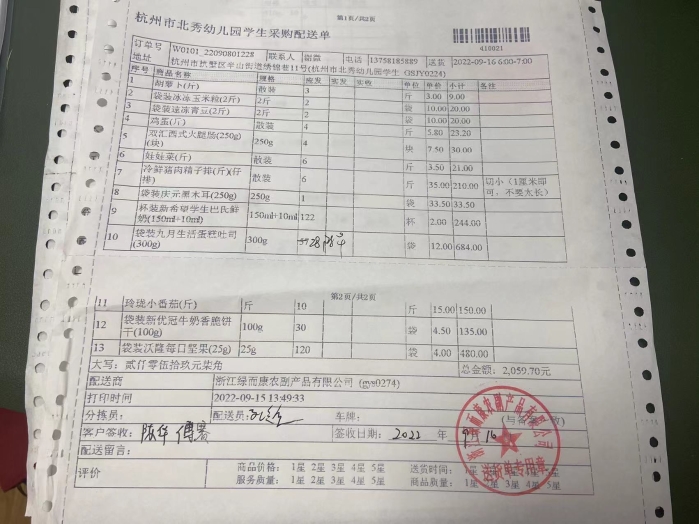 第1页/共2页
杭州市北秀幼儿园学生采购配送单
410021
订单号 W0101_22090801228 联系人 电话 13758185889 送货 2022-09-16 6:00-7:00
地址 杭州市拱墅区半山街道绣锦巷11号(杭州市北秀幼儿园学生 GSJY0224)
序号 商品名称 规格 应发 实发 实收 单位 单价 小计 备注
1 胡萝卜(斤) 散装 3 斤 3.00 9.00
2 袋装冰冻玉米粒(2斤) 2斤 2 袋 10.00 20.00
3 袋装速冻青豆(2斤) 2斤 2 袋 10.00 20.00
4 鸡蛋(斤) 散装 4 斤 5.80 23.20
5 双汇西式火腿肠(250g)(块) 250g 4 块 7.50 30.00
6 娃娃菜(斤) 散装 6 斤 3.50 21.00
7 冷鲜猪肉精子排(斤)(仔排) 散装 6 斤 35.00 210.00 切小（1厘米即可，不要太长）
8 袋装庆元黑木耳(250g) 250g 1 袋 33.50 33.50
9 杯装新希望学生巴氏鲜奶(150ml+10ml) 150ml+10ml 122 杯 2.00 244.00
10 袋装九月生活蛋糕吐司(300g) 300g 57 28 袋 12.00 684.00
第2页/共2页
11 玲珑小番茄(斤) 斤 10 斤 15.00 150.00
12 袋装新优冠牛奶香脆饼干(100g) 100g 30 袋 4.50 135.00
13 袋装沃隆每日坚果(25g) 25g 120 袋 4.00 480.00
大写：贰仟零伍拾玖元柒角 总金额：2,059.70元
配送商 浙江绿而康农副产品有限公司 (gys0274)
打印时间 2022-09-15 13:49:33
分拣员： 配送员： 车牌：
客户签收： 陈华 签收日期：2022 年 9月 16
配送留言：
评价 商品价格： 1星 2星 3星 4星 5星 送货时间： 1星 2星 3星 4星 5星
服务质量： 1星 2星 3星 4星 5星 商品质量： 1星 2星 3星 4星 5星
送货单专用章